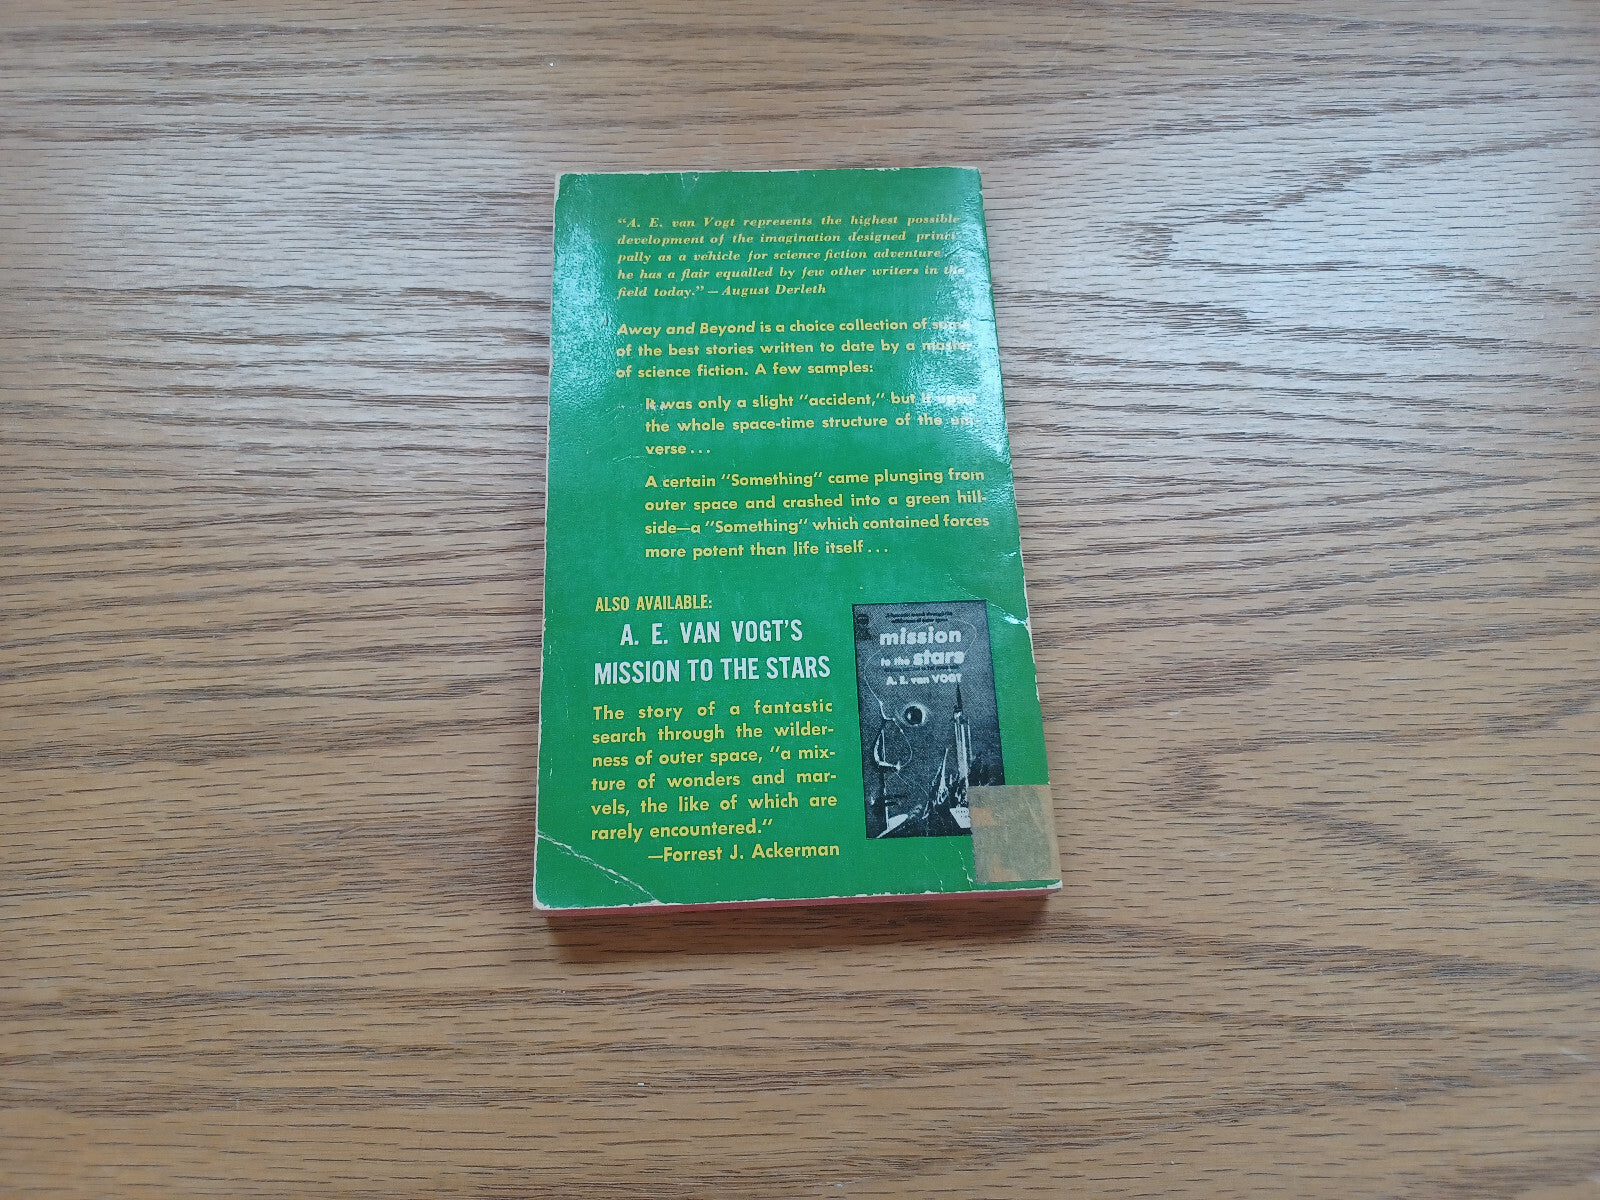 "A. E. van Vogt represents the highest possible
development of the imagination designed princi-
pally as a vehicle for science fiction adventure
he has a flair equalled by few other writers in the
field today." — August Derleth
Away and Beyond is a choice collection of some
of the best stories written to date by a master
of science fiction. A few samples:
It was only a slight "accident," but it upset
the whole space-time structure of the uni-
verse...
A certain "Something" came plunging from
outer space and crashed into a green hill-
side—a "Something" which contained forces
more potent than life itself...
ALSO AVAILABLE:
A. E. VAN VOGT'S
MISSION TO THE STARS
The story of a fantastic
search through the wilder-
ness of outer space, "a mix-
ture of wonders and mar-
vels, the like of which are
rarely encountered."
—Forrest J. Ackerman
mission
to the stars
A. E. van VOGT